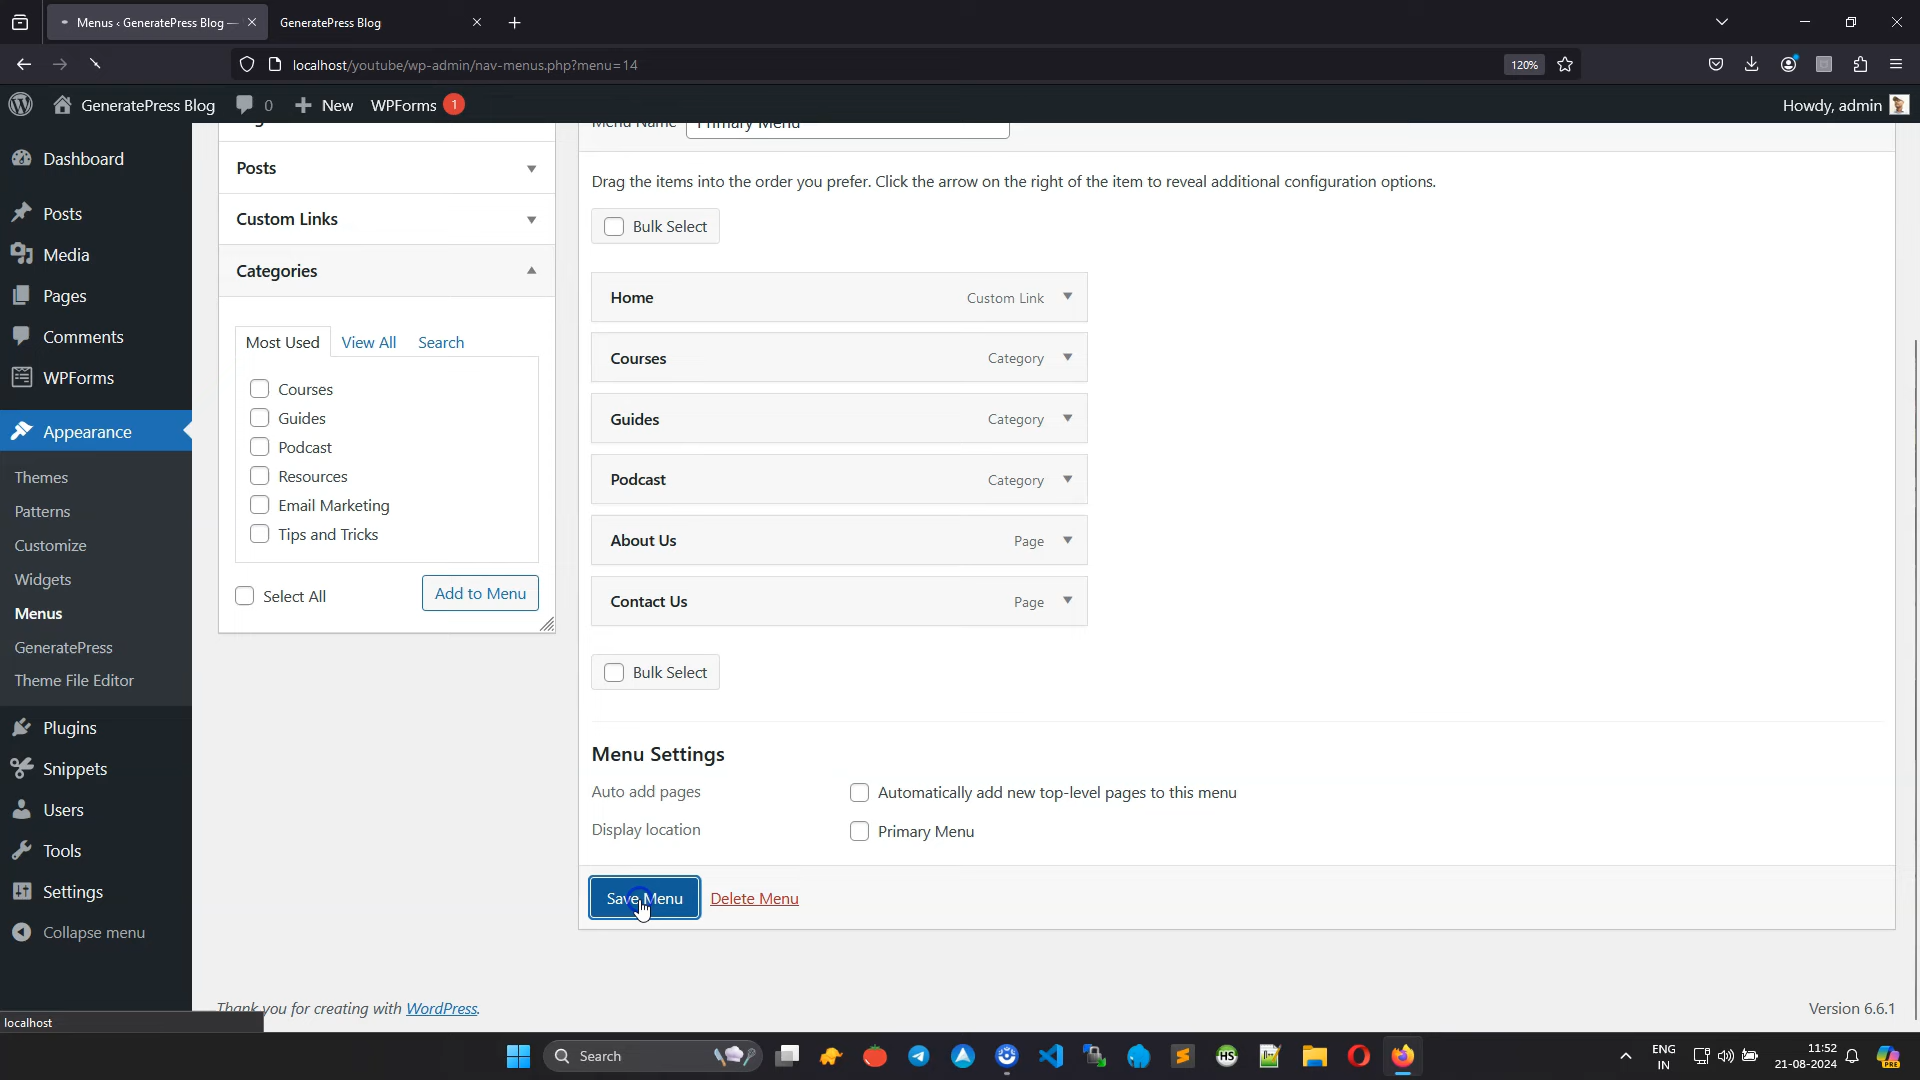 Menus ‹ GeneratePress Blog —
GeneratePress Blog
localhost/youtube/wp-admin/nav-menus.php?menu=14
120%
GeneratePress Blog
0
New
WPForms
1
Howdy, admin
Dashboard
Posts
Media
Pages
Comments
WPForms
Appearance
Themes
Patterns
Customize
Widgets
Menus
GeneratePress
Theme File Editor
Plugins
Snippets
Users
Tools
Settings
Collapse menu
Posts
Custom Links
Categories
Most Used
View All
Search
Courses
Guides
Podcast
Resources
Email Marketing
Tips and Tricks
Select All
Add to Menu
Menu Name
Primary Menu
Drag the items into the order you prefer. Click the arrow on the right of the item to reveal additional configuration options.
Bulk Select
Home
Custom Link
Courses
Category
Guides
Category
Podcast
Category
About Us
Page
Contact Us
Page
Bulk Select
Menu Settings
Auto add pages
Automatically add new top-level pages to this menu
Display location
Primary Menu
Save Menu
Delete Menu
Thank you for creating with WordPress.
Version 6.6.1
localhost
Search
HS
ENG
IN
11:52
21-08-2024
PRE